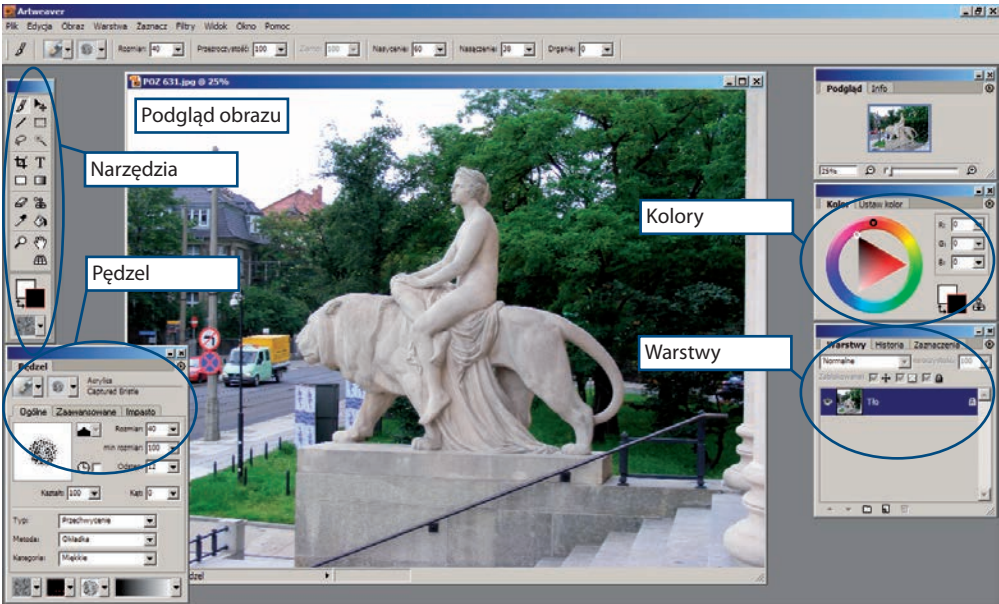 Artweaver
Plik Edycja Obraz Warstwa Zaznacz Filtry Widok Okno Pomoc
Rozmiar: 40 Przezroczystość: 100 100 Nasycenie: 60 Nasączenie: 38 Drganie: 0
POZ 631.jpg @ 25%
Podgląd obrazu
Narzędzia
T
Pędzel
Pędzel
Acrylics
Captured Bristle
Ogólne Zaawansowane Impasto
Rozmiar: 40
min rozmiar: 100
Kształt: 100 Kąt: 0
Typ: Przechwycenie
Metoda: Okładka
Kategoria: Miękkie
Podgląd Info
25%
Kolory
Kolor Ustaw kolor
R: 0
G: 0
B: 0
Warstwy
Warstwy Historia Zaznaczenia
Normalne 100
Tło